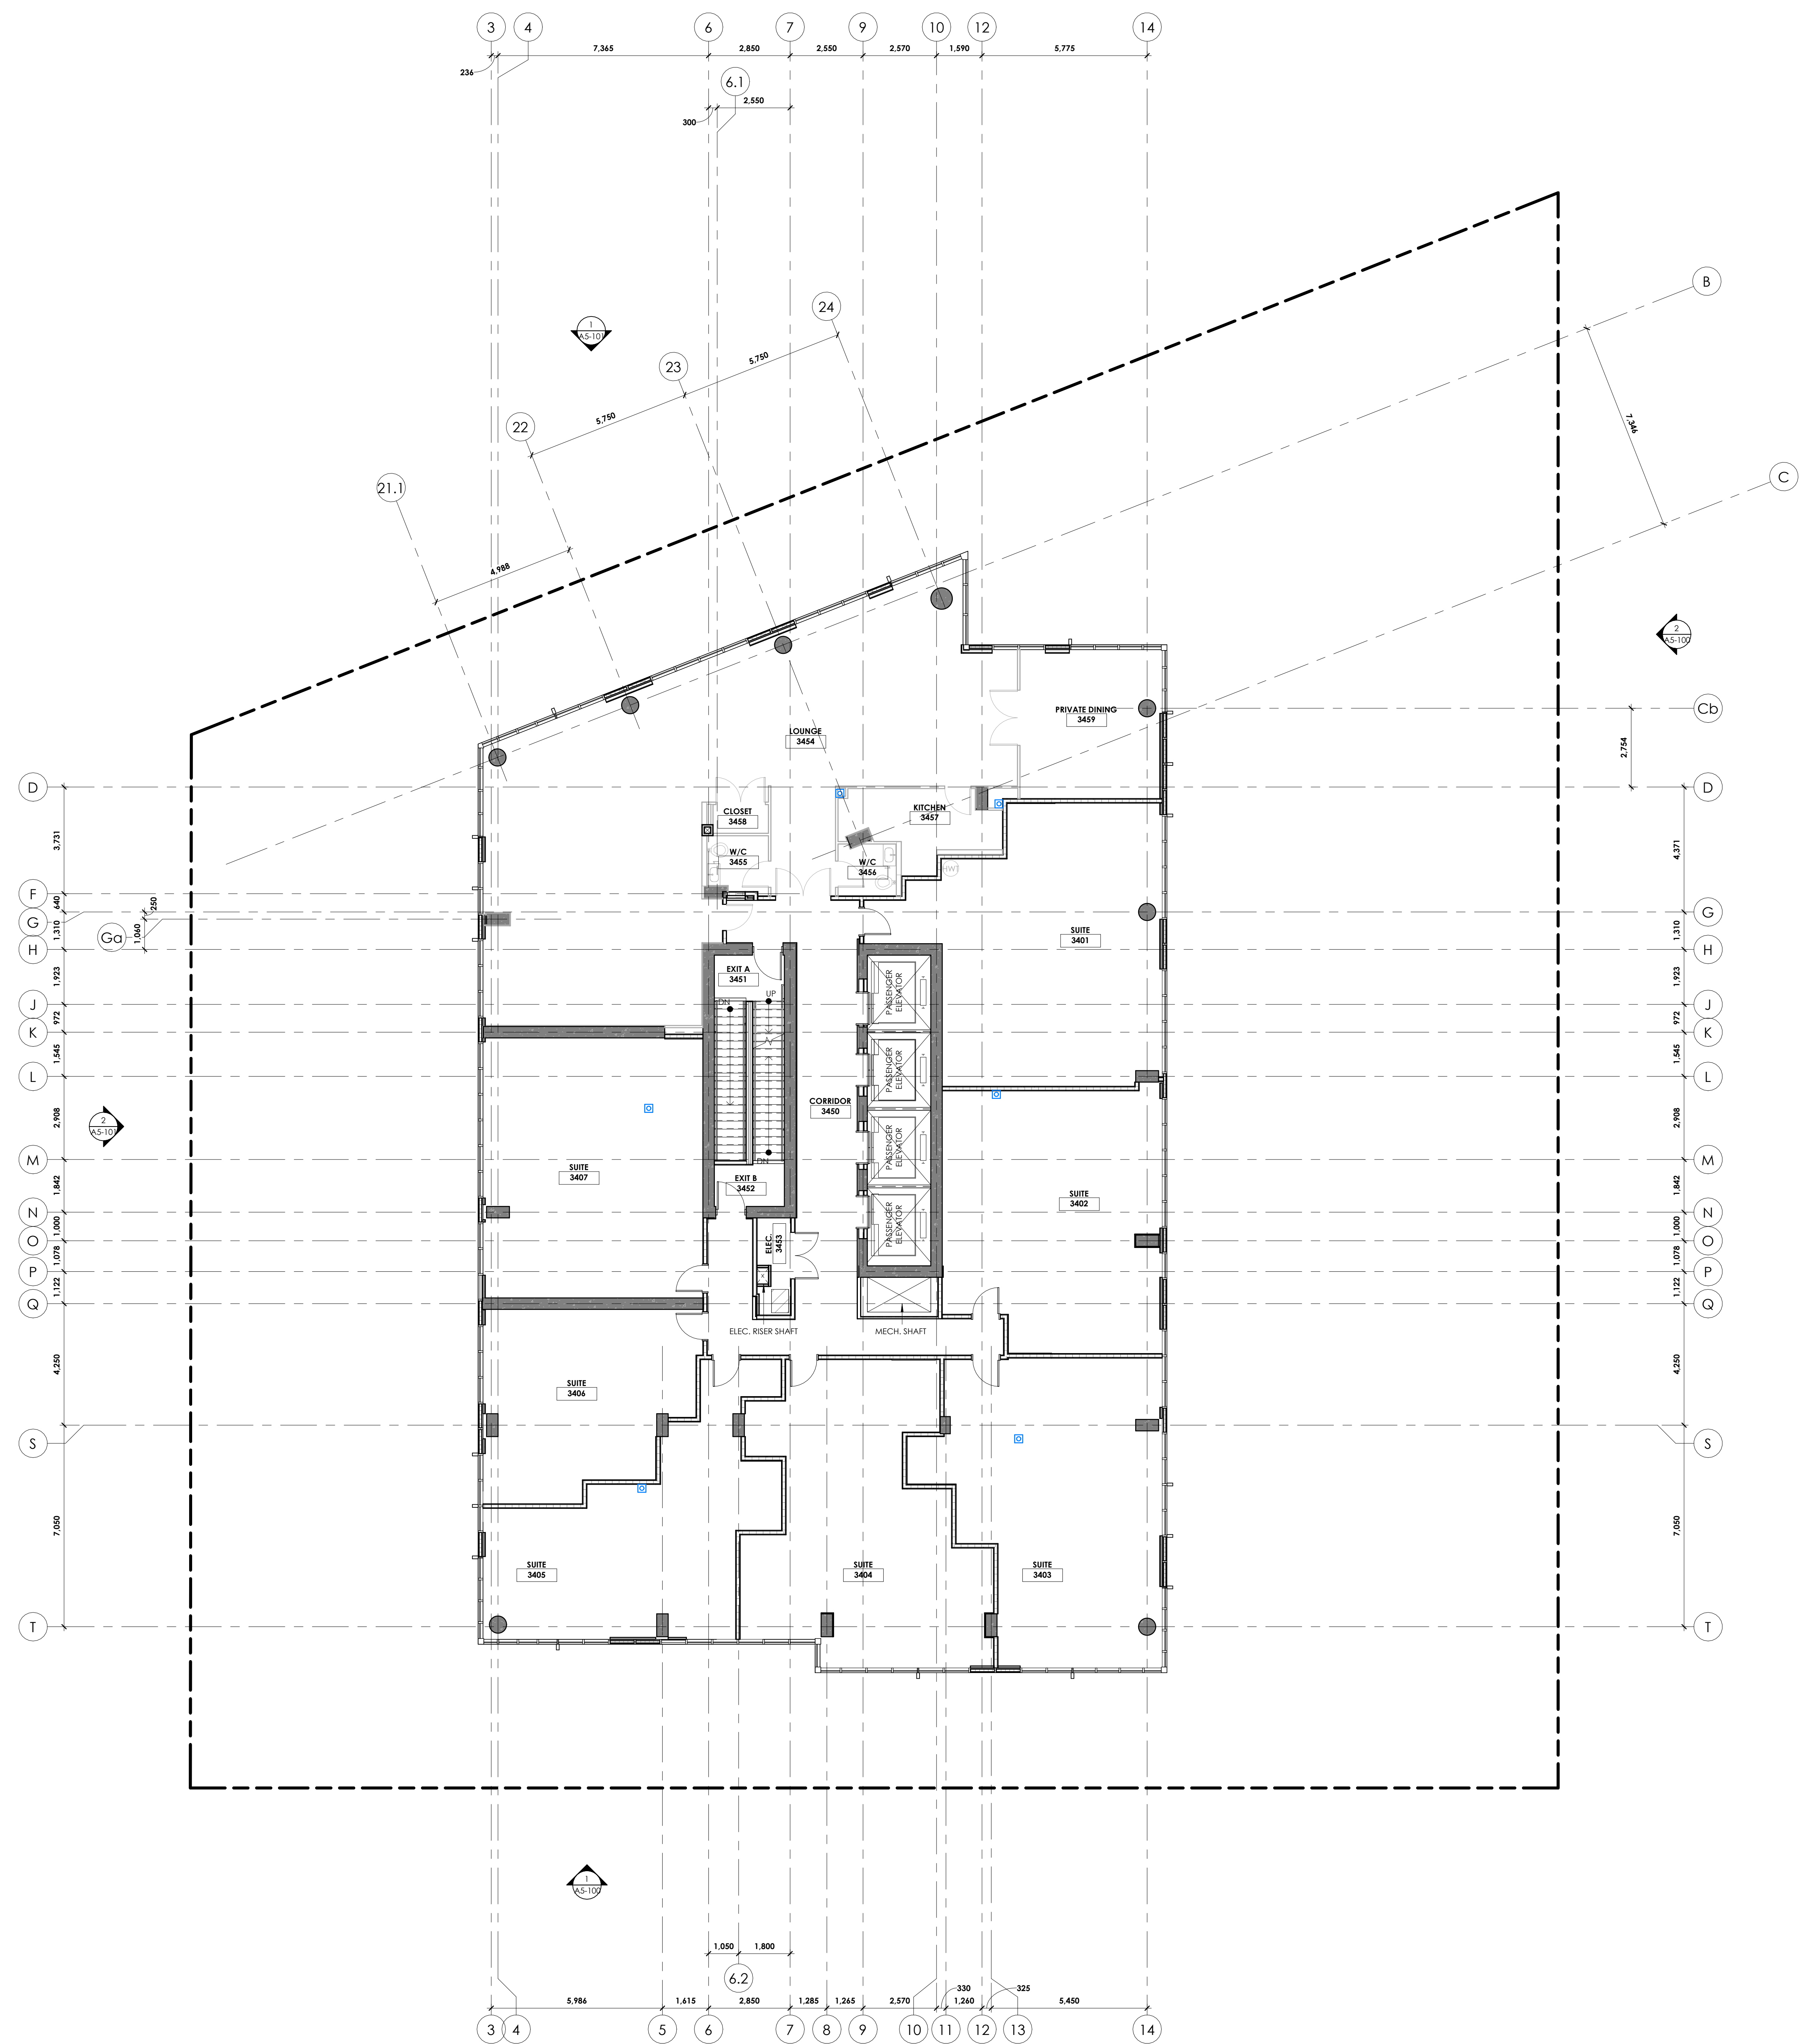 3 4 6 7 9 10 12 14
7,365 2,850 2,550 2,570 1,590 5,775
236
6.1
2,550
300
B
24
1
A5-101
5,750
23
7,346
5,750
22
C
21.1
4,988
2
A5-100
PRIVATE DINING
3459
Cb
LOUNGE
3454
2,754
D D
CLOSET
3458
KITCHEN
3457
3,731
4,371
W/C
3455
W/C
3456
HWT
F
640
250
G G
1,310
1,060
Ga
SUITE
3401
1,310
H H
EXIT A
3451
1,923 1,923
PASSENGER
ELEVATOR
DN
UP
J J
972 972
K K
1,545 1,545
PASSENGER
ELEVATOR
L L
CORRIDOR
3450
2,908 2,908
2
A5-101
PASSENGER
ELEVATOR
M M
DN
SUITE
3407
EXIT B
3452
1,842 1,842
SUITE
3402
N N
PASSENGER
ELEVATOR
1,000 1,000
ELEC.
3453
O O
1,078 1,078
P P
X
1,122 1,122
Q Q
ELEC. RISER SHAFT
MECH. SHAFT
4,250 4,250
SUITE
3406
S S
7,050 7,050
SUITE
3405
SUITE
3404
SUITE
3403
T T
1
A5-100
1,050 1,800
6.2
330 325
5,986 1,615 2,850 1,285 1,265 2,570 1,260 5,450
3 4 5 6 7 8 9 10 11 12 13 14